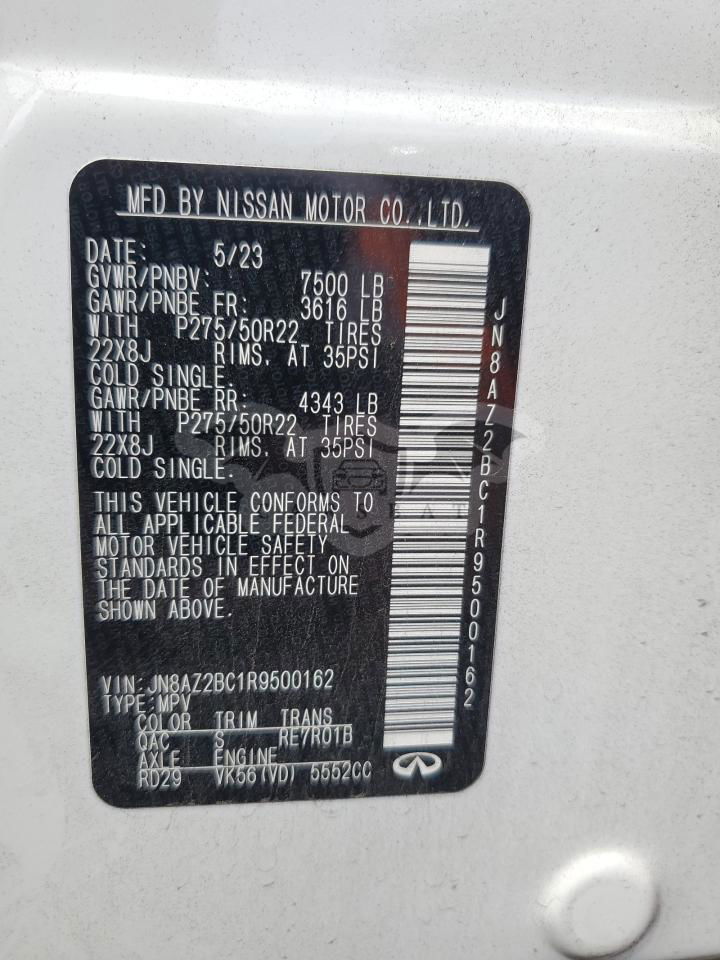 MFD BY NISSAN MOTOR CO.,LTD.
DATE: 5/23
GVWR/PNBV: 7500 LB
GAWR/PNBE FR: 3616 LB
WITH P275/50R22 TIRES
22X8J RIMS, AT 35PSI
COLD SINGLE.
GAWR/PNBE RR: 4343 LB
WITH P275/50R22 TIRES
22X8J RIMS, AT 35PSI
COLD SINGLE.
THIS VEHICLE CONFORMS TO
ALL APPLICABLE FEDERAL
MOTOR VEHICLE SAFETY
STANDARDS IN EFFECT ON
THE DATE OF MANUFACTURE
SHOWN ABOVE.
VIN:JN8AZ2BC1R9500162
TYPE:MPV
COLOR TRIM TRANS
QAC S RE7R01B
AXLE ENGINE
RD29 VK56(VD) 5552CC
JN8AZ2BC1R9500162